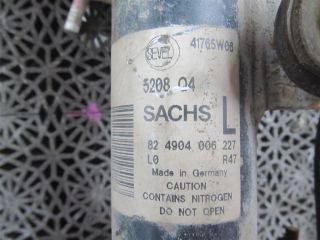 SEVEL 41765W06
5208 04
SACHS L
82 4904 006 227
L0 R47
Made in Germany
CAUTION
CONTAINS NITROGEN
DO NOT OPEN